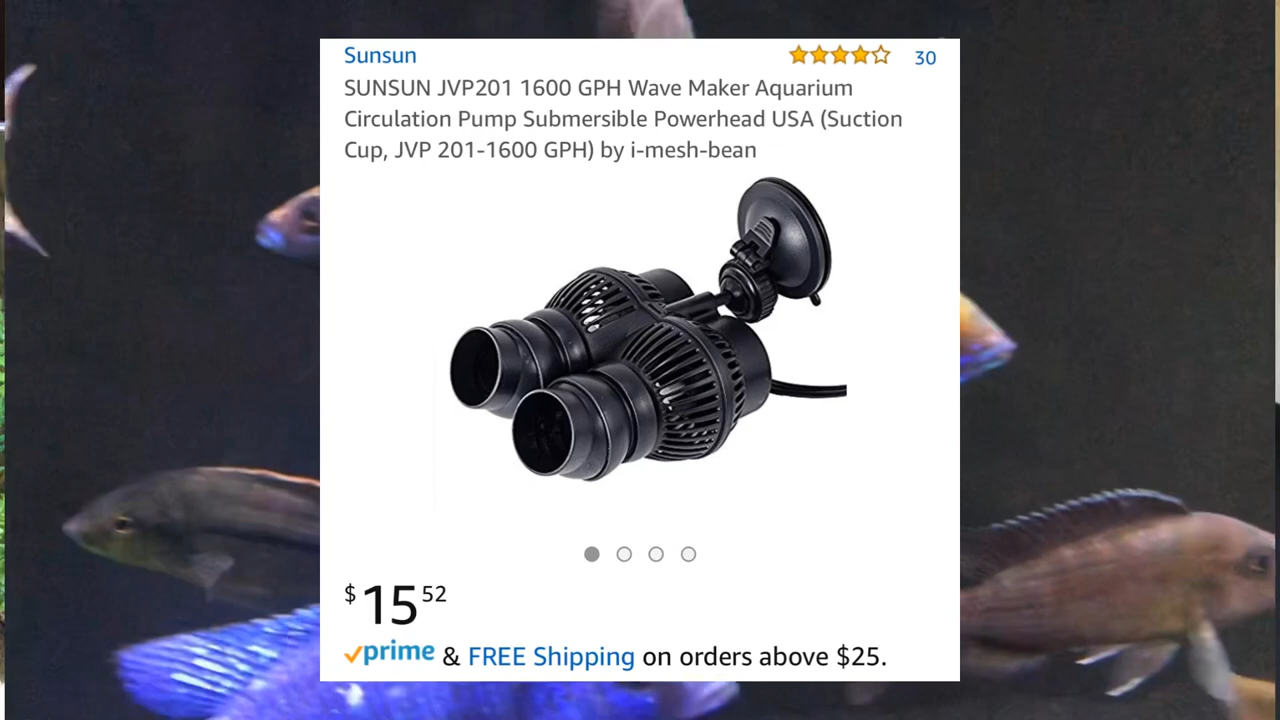 Sunsun 30
SUNSUN JVP201 1600 GPH Wave Maker Aquarium
Circulation Pump Submersible Powerhead USA (Suction
Cup, JVP 201-1600 GPH) by i-mesh-bean
$15 52
prime & FREE Shipping on orders above $25.